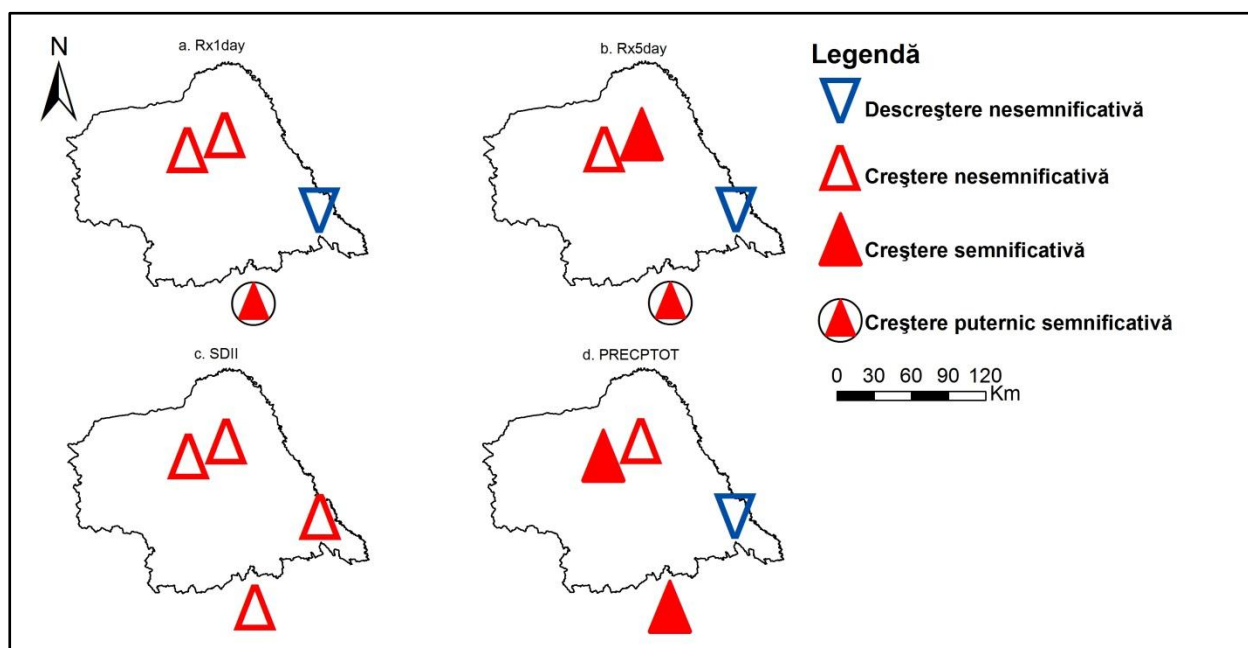 N
a. Rx1day
b. Rx5day
c. SDII
d. PRECPTOT
Legendă
Descreştere nesemnificativă
Creştere nesemnificativă
Creştere semnificativă
Creştere puternic semnificativă
0 30 60 90 120
Km